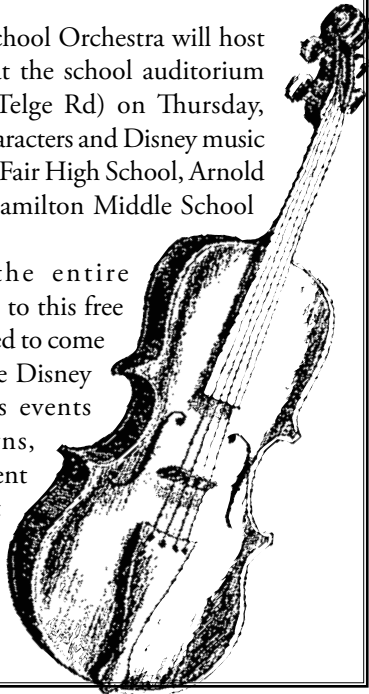 School Orchestra will host
at the school auditorium
Telge Rd) on Thursday,
aracters and Disney music
Fair High School, Arnold
amilton Middle School
the entire
to this free
ed to come
e Disney
s events
ns,
ent